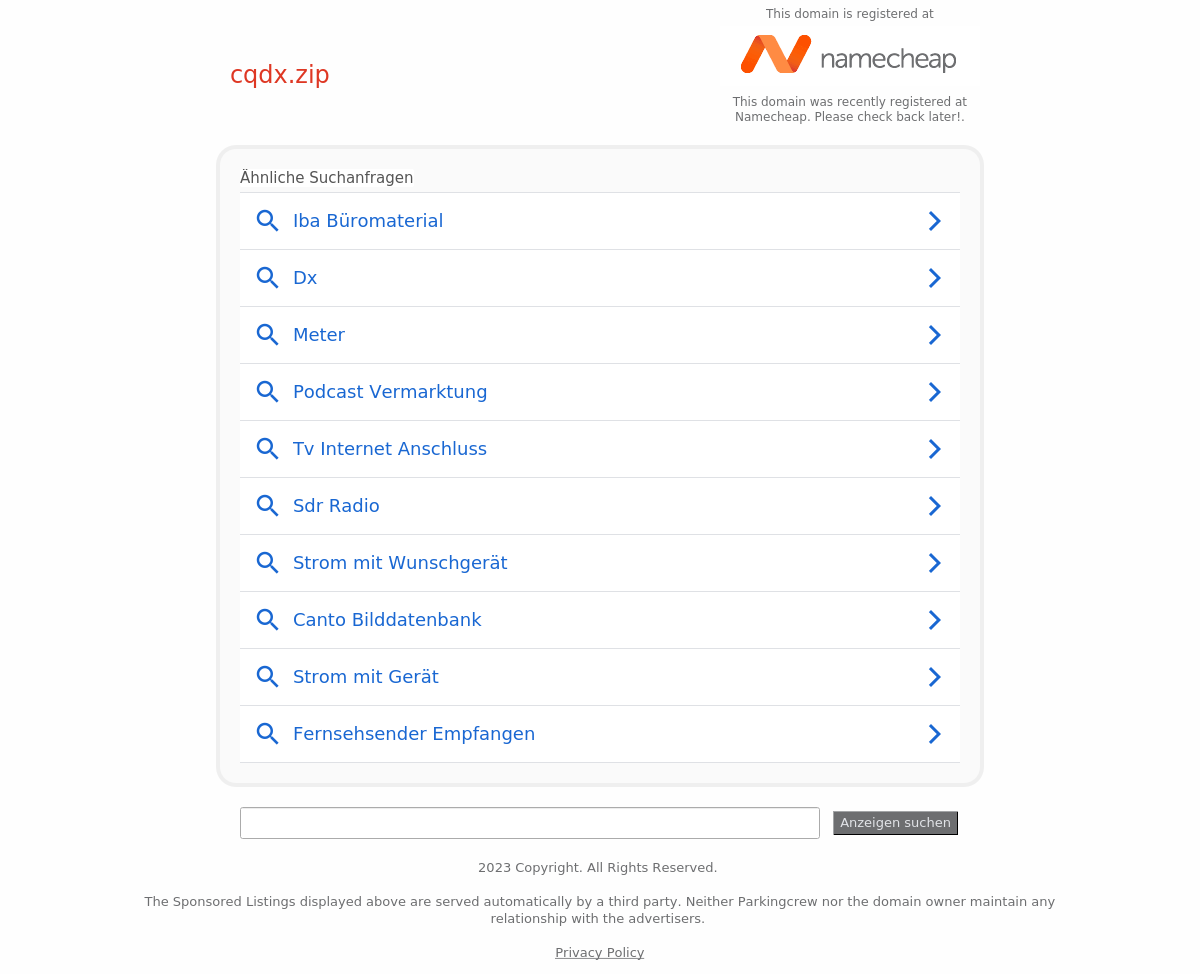 This domain is registered at
namecheap
cqdx.zip
This domain was recently registered at
Namecheap. Please check back later!.
Ähnliche Suchanfragen
Iba Büromaterial
Dx
Meter
Podcast Vermarktung
Tv Internet Anschluss
Sdr Radio
Strom mit Wunschgerät
Canto Bilddatenbank
Strom mit Gerät
Fernsehsender Empfangen
Anzeigen suchen
2023 Copyright. All Rights Reserved.
The Sponsored Listings displayed above are served automatically by a third party. Neither Parkingcrew nor the domain owner maintain any
relationship with the advertisers.
Privacy Policy